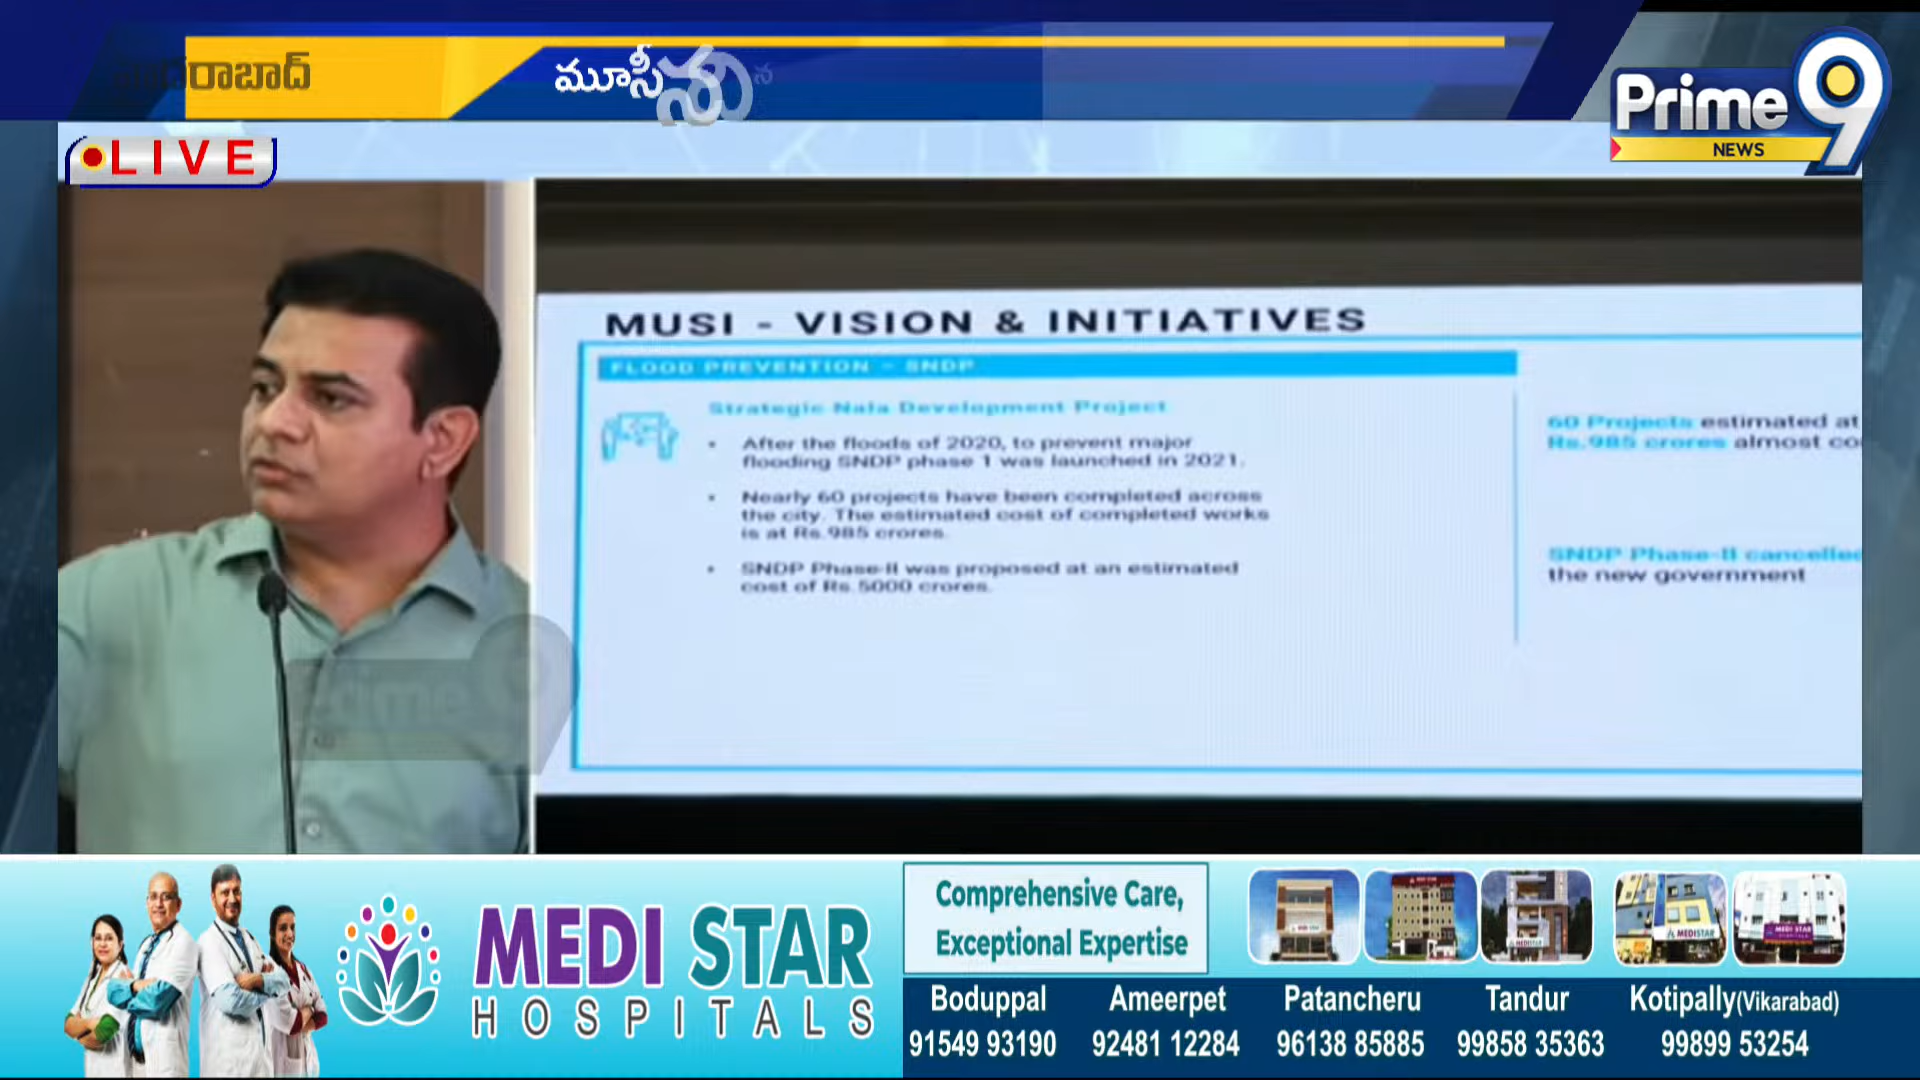 మూసీ
LIVE
Prime9
NEWS
MUSI - VISION & INITIATIVES
FLOOD PREVENTION - SNDP
Strategic Nala Development Project
• After the floods of 2020, to prevent major
flooding SNDP phase 1 was launched in 2021.
• Nearly 60 projects have been completed across
the city. The estimated cost of completed works
is at Rs.985 crores.
• SNDP Phase-II was proposed at an estimated
cost of Rs.5000 crores.
60 Projects estimated at
Rs.985 crores almost
SNDP Phase-II
the new government
Prime9
MEDI STAR
HOSPITALS
Comprehensive Care,
Exceptional Expertise
Boduppal
91549 93190
Ameerpet
92481 12284
Patancheru
96138 85885
Tandur
99858 35363
Kotipally(Vikarabad)
99899 53254